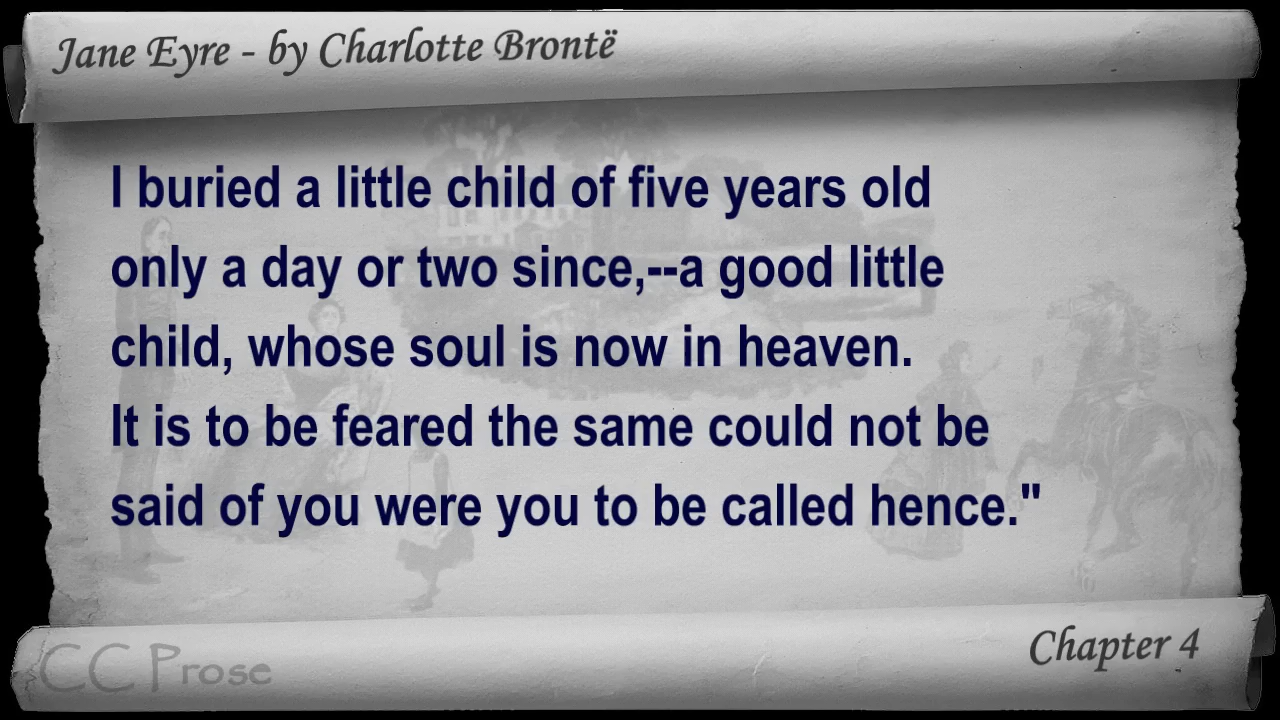 Jane Eyre - by Charlotte Brontë
I buried a little child of five years old
only a day or two since,--a good little
child, whose soul is now in heaven.
It is to be feared the same could not be
said of you were you to be called hence."
Chapter 4
CC Prose